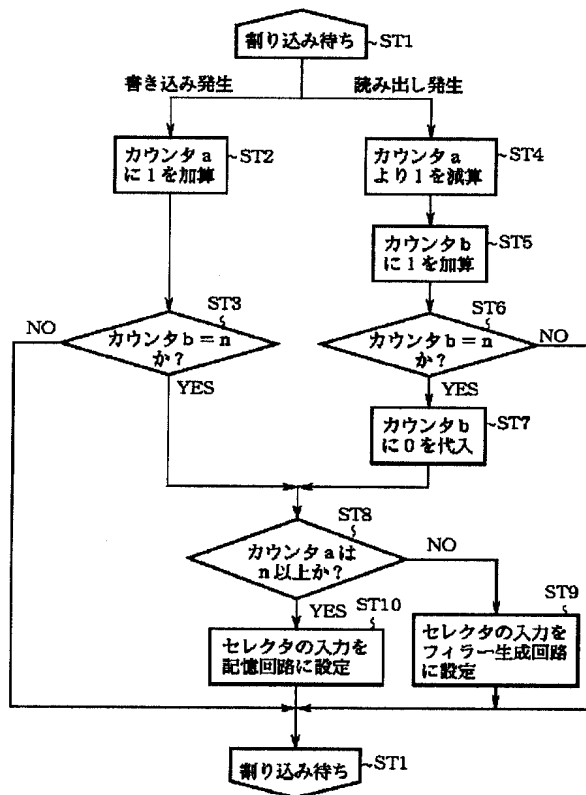 割り込み待ち
ST1
書き込み発生
読み出し発生
カウンタa
に1を加算
ST2
カウンタa
より1を減算
ST4
カウンタb
に1を加算
ST5
ST3
NO
カウンタb=n
か?
YES
ST6
カウンタb=n
か?
NO
YES
カウンタb
に0を代入
ST7
ST8
カウンタaは
n以上か?
NO
YES
ST10
セレクタの入力を
記憶回路に設定
ST9
セレクタの入力を
フィラー生成回路
に設定
割り込み待ち
ST1